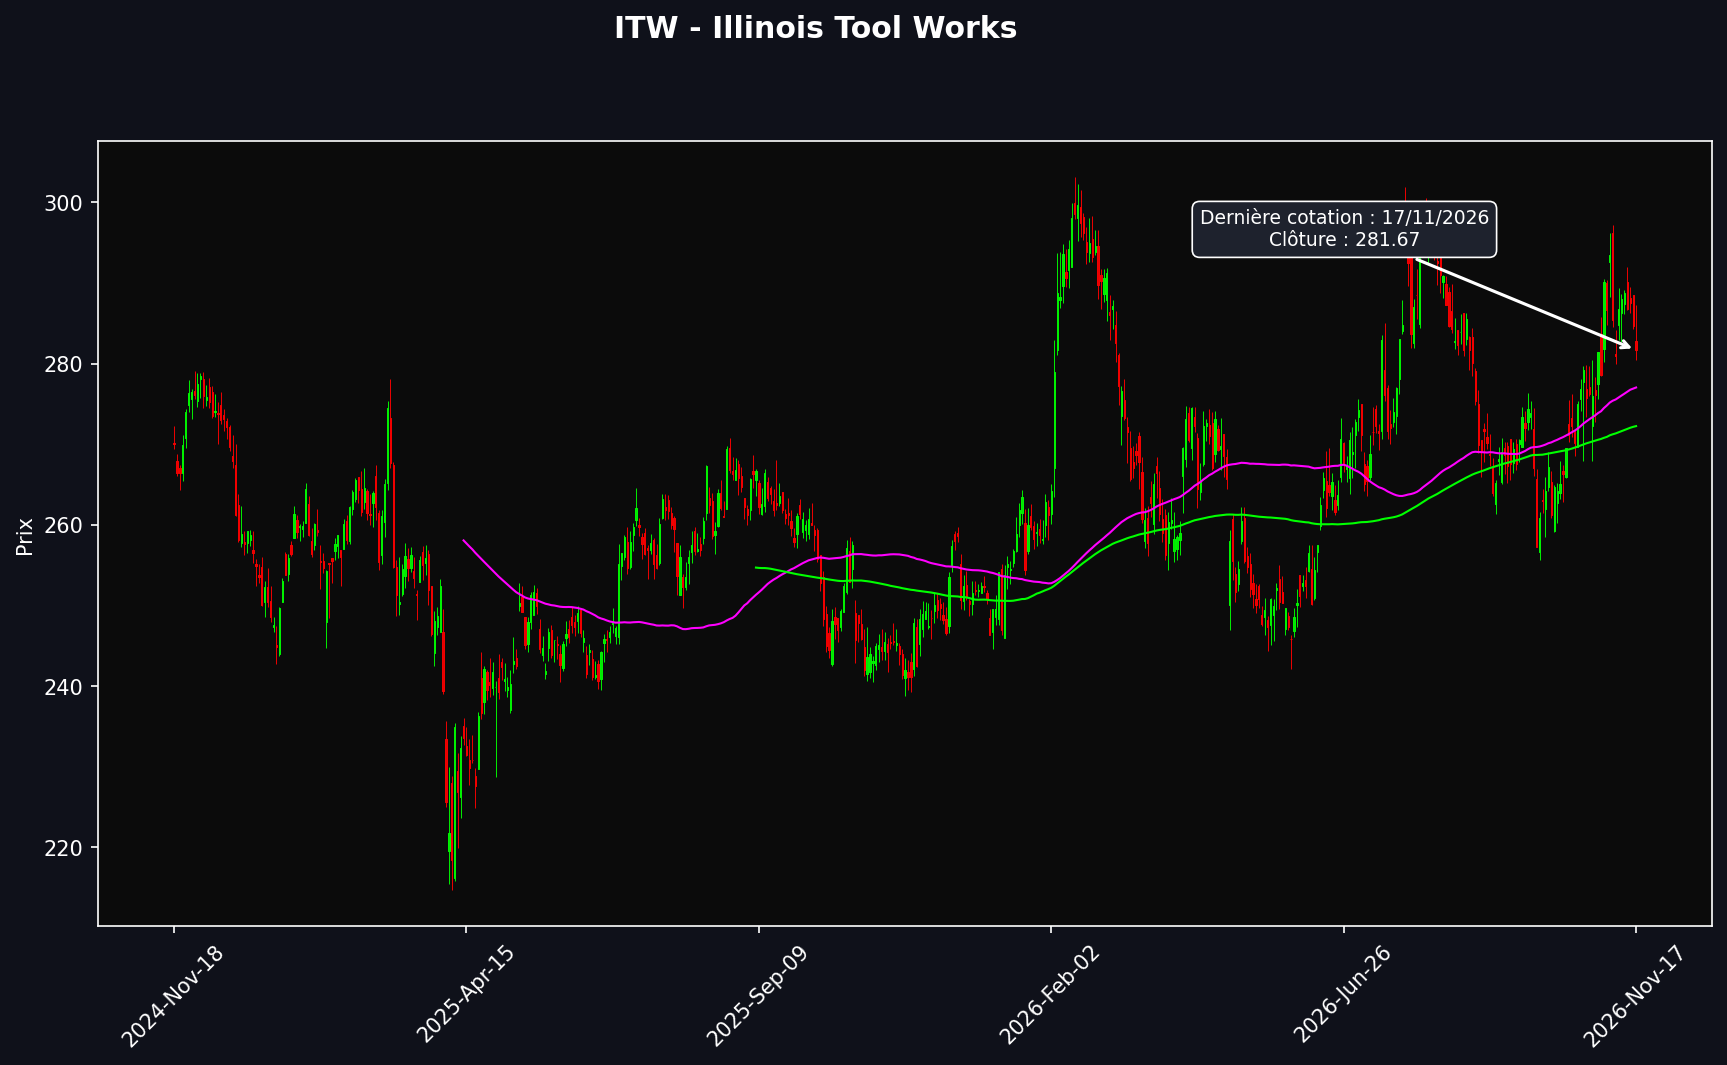 ITW - Illinois Tool Works
Dernière cotation : 17/11/2026
Clôture : 281.67
Prix
300
280
260
240
220
2024-Nov-18
2025-Apr-15
2025-Sep-09
2026-Feb-02
2026-Jun-26
2026-Nov-17